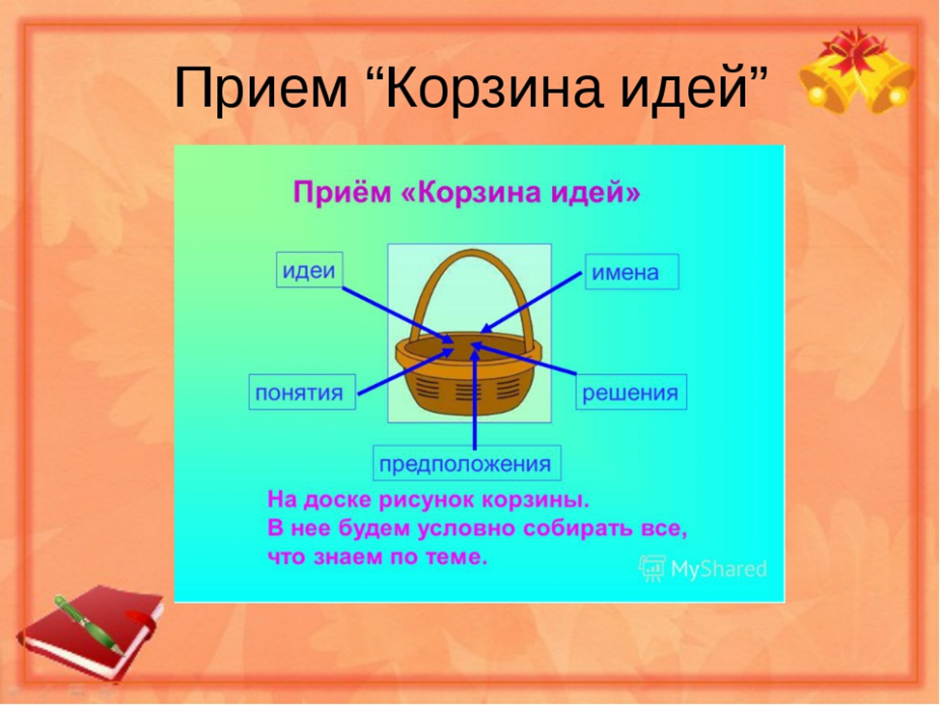 Прием “Корзина идей”
Приём «Корзина идей»
идеи
имена
понятия
решения
предположения
На доске рисунок корзины.
В нее будем условно собирать все,
что знаем по теме.
MyShared